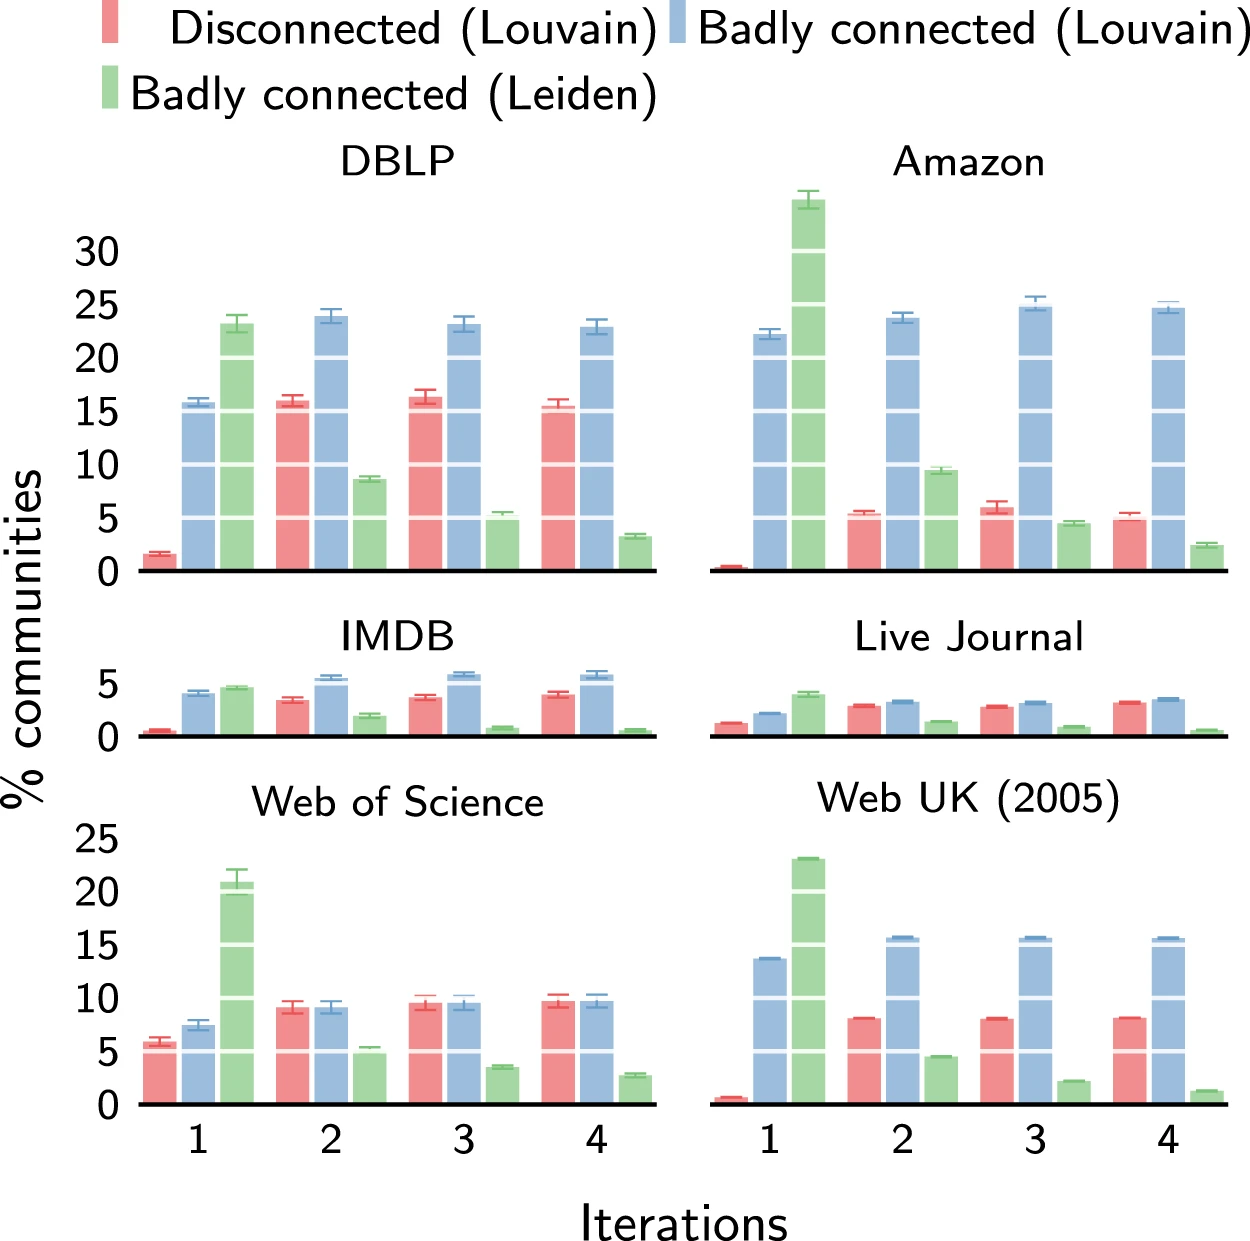 Disconnected (Louvain) Badly connected (Louvain)
Badly connected (Leiden)
DBLP Amazon
30
25
20
15
10
5
0
IMDB Live Journal
5
0
Web of Science Web UK (2005)
25
20
15
10
5
0
1 2 3 4 1 2 3 4
% communities
Iterations